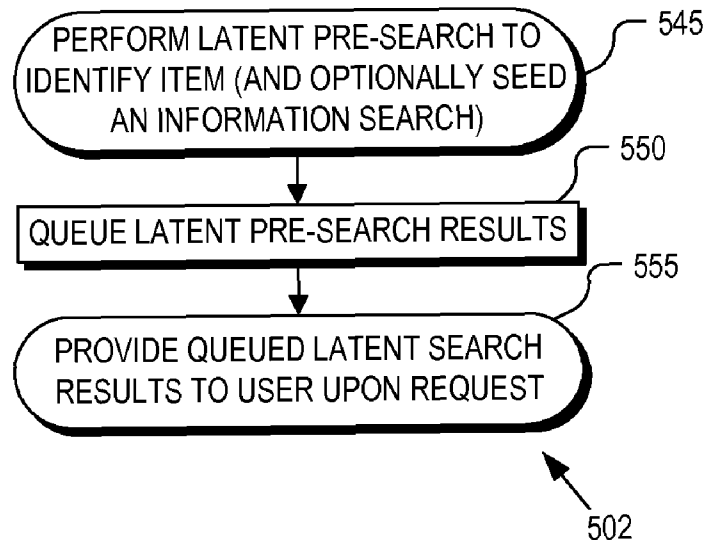 PERFORM LATENT PRE-SEARCH TO
IDENTIFY ITEM (AND OPTIONALLY SEED
AN INFORMATION SEARCH)
545
550
QUEUE LATENT PRE-SEARCH RESULTS
555
PROVIDE QUEUED LATENT SEARCH
RESULTS TO USER UPON REQUEST
502